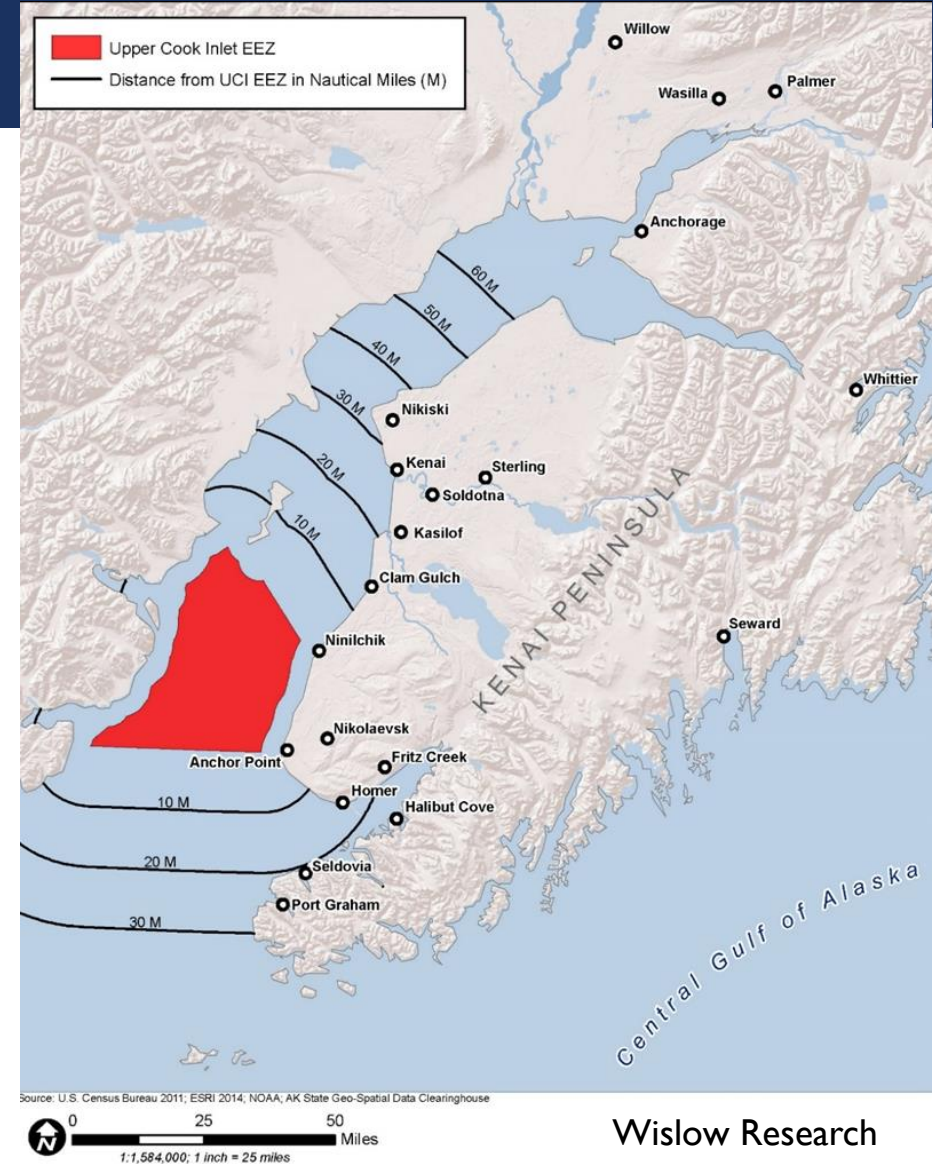 Upper Cook Inlet EEZ
Distance from UCI EEZ in Nautical Miles (M)
Willow
Wasilla
Palmer
Anchorage
60 M
50 M
40 M
Whittier
30 M
Nikiski
20 M
Kenai
Sterling
Soldotna
10 M
Kasilof
KENAI PENINSULA
Clam Gulch
Seward
Ninilchik
Nikolaevsk
Anchor Point
Fritz Creek
Homer
10 M
Halibut Cove
20 M
Seldovia
Port Graham
30 M
Central Gulf of Alaska
Source: U.S. Census Bureau 2011; ESRI 2014; NOAA; AK State Geo-Spatial Data Clearinghouse
N
0 25 50
Miles
1:1,584,000; 1 inch = 25 miles
Wislow Research